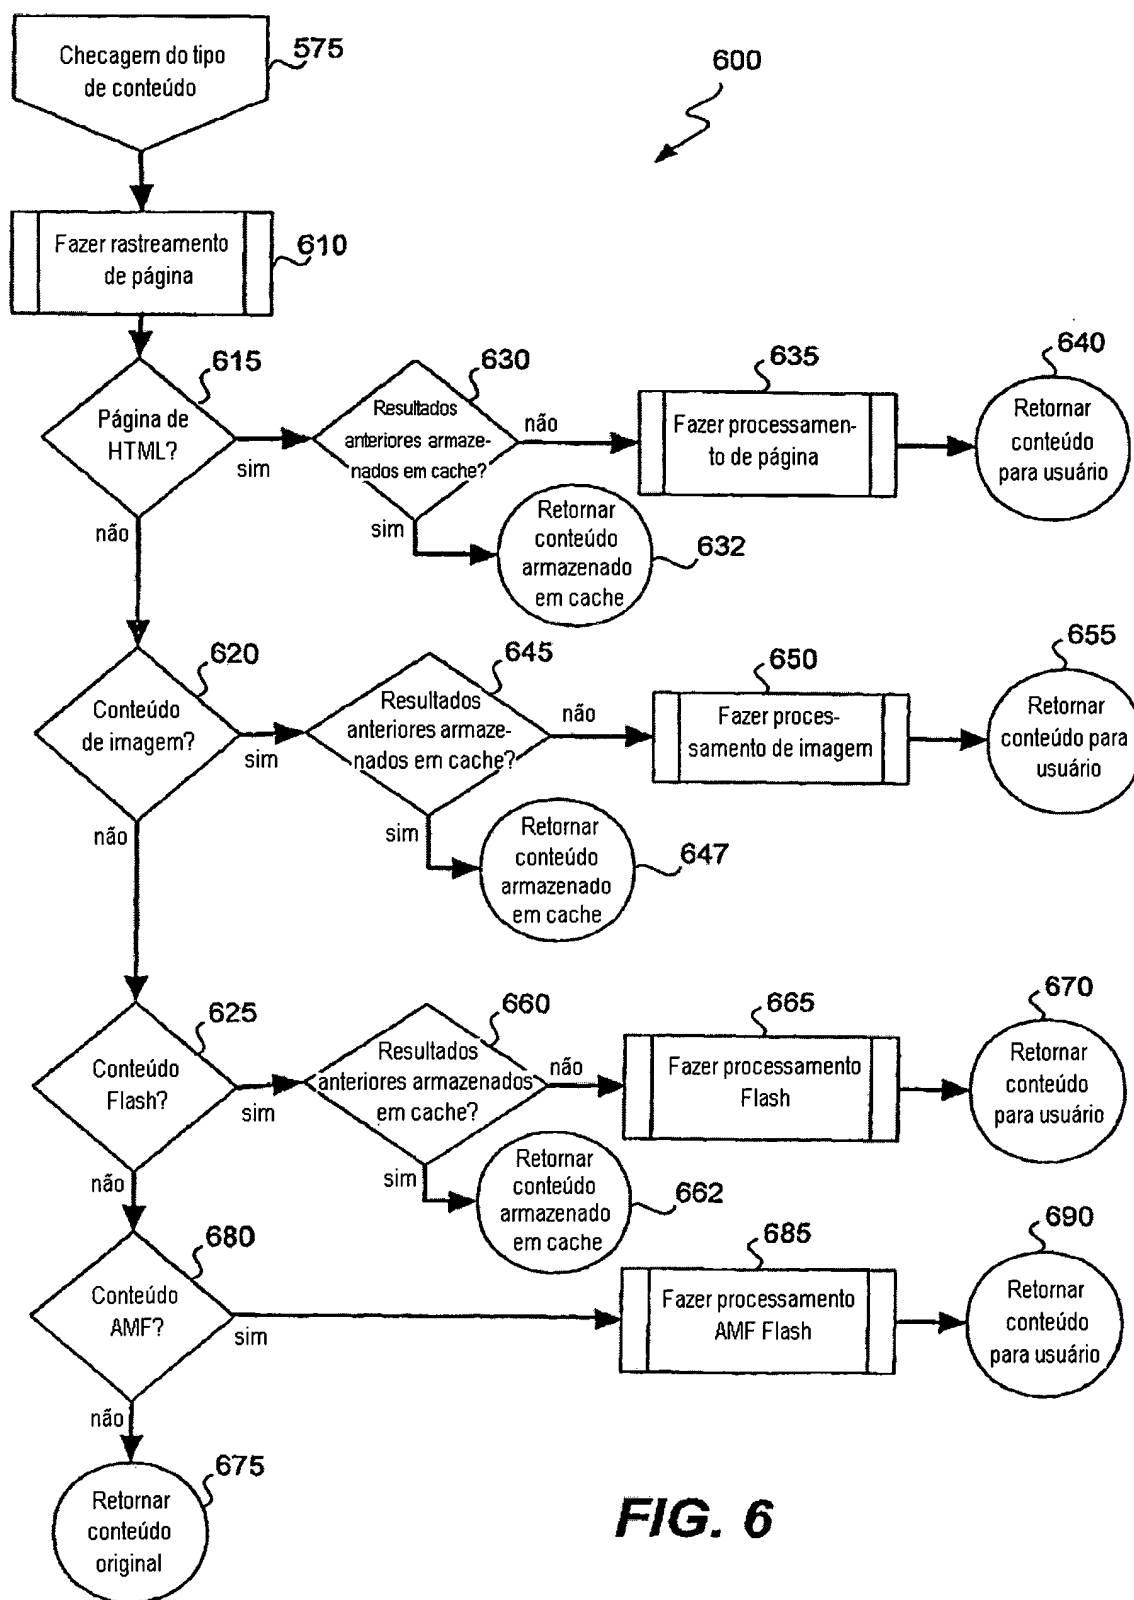 Checagem do tipo
de conteúdo
575
600
Fazer rastreamento
de página
610
615
Página de
HTML?
sim
não
630
Resultados
anteriores armaze-
nados em cache?
não
sim
635
Fazer processamen-
to de página
640
Retornar
conteúdo
para usuário
Retornar
conteúdo
armazenado
em cache
632
620
Conteúdo
de imagem?
sim
não
645
Resultados
anteriores armaze-
nados em cache?
não
sim
650
Fazer proces-
samento de imagem
655
Retornar
conteúdo para
usuário
Retornar
conteúdo
armazenado
em cache
647
625
Conteúdo
Flash?
sim
não
660
Resultados
anteriores armazenados
em cache?
não
sim
665
Fazer processamento
Flash
670
Retornar
conteúdo
para usuário
Retornar
conteúdo
armazenado
em cache
662
680
Conteúdo
AMF?
sim
não
685
Fazer processamento
AMF Flash
690
Retornar
conteúdo
para usuário
675
Retornar
conteúdo
original
FIG. 6